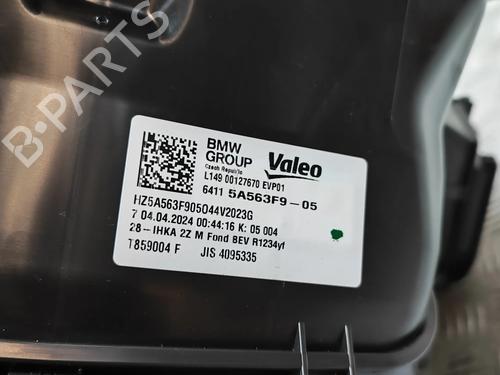 B-PARTS
BMW
GROUP
Valeo
Czech Republic
L149 00127670 EVP01
6411 5A563F9-05
HZ5A563F905044V2023G
7 04.04.2024 00:44:16 K: 05 004
28-IHKA 2Z M Fond BEV R1234yf
T859004 F JIS 4095335